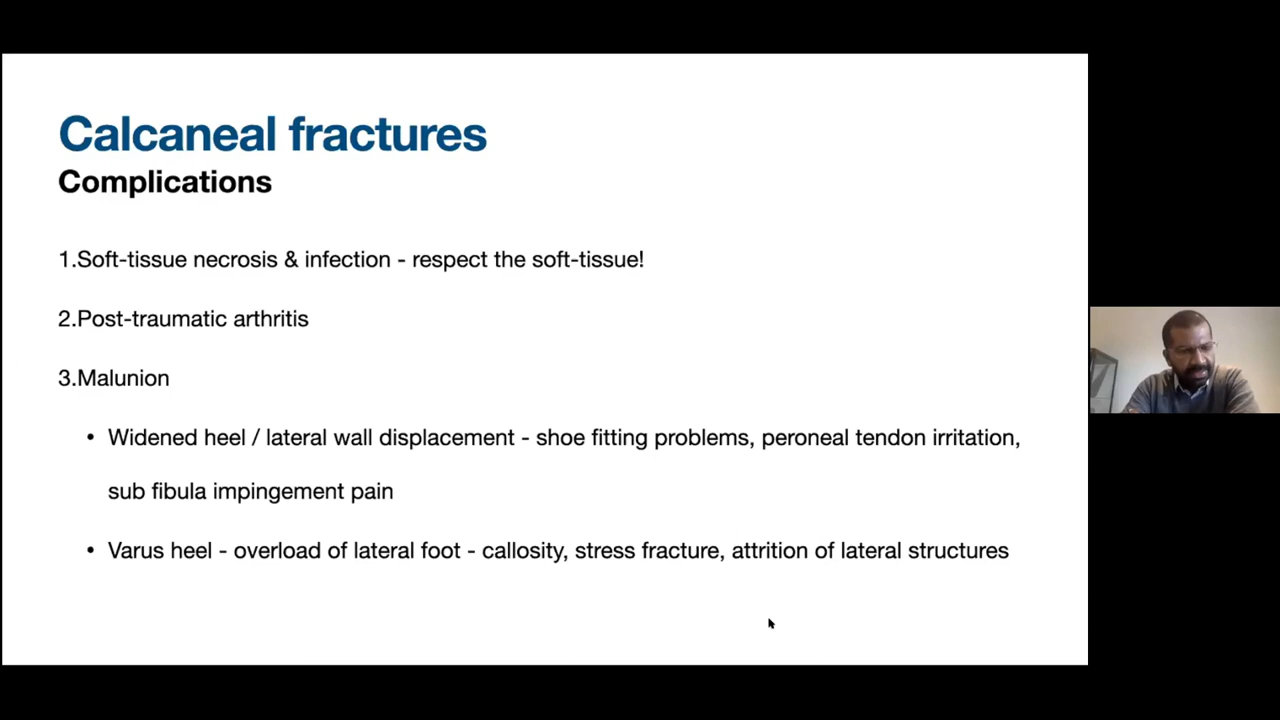 Calcaneal fractures
Complications
1.Soft-tissue necrosis & infection - respect the soft-tissue!
2.Post-traumatic arthritis
3.Malunion
• Widened heel / lateral wall displacement - shoe fitting problems, peroneal tendon irritation,
sub fibula impingement pain
• Varus heel - overload of lateral foot - callosity, stress fracture, attrition of lateral structures